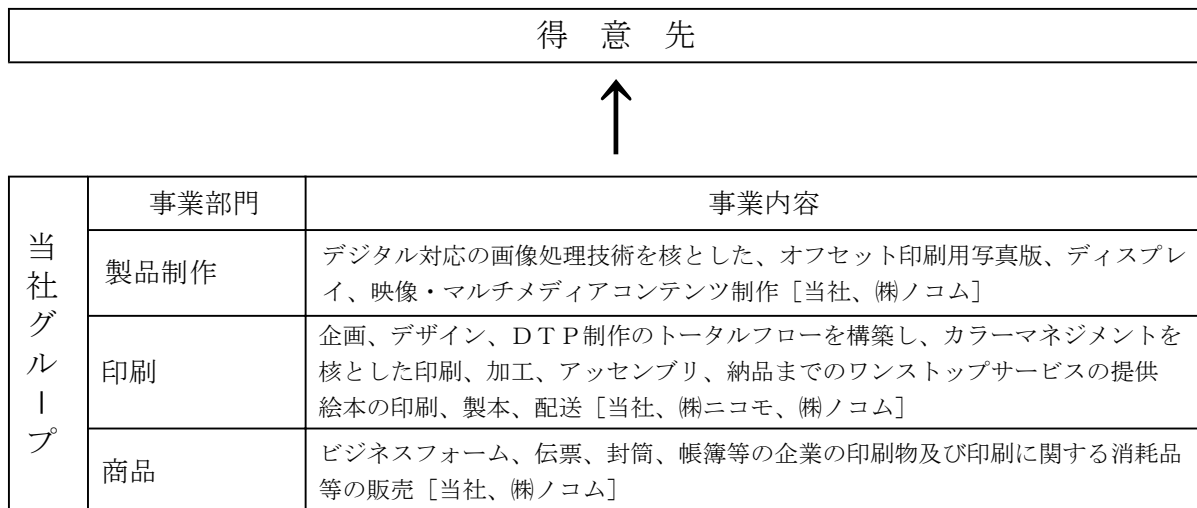 得意先
当社グループ
事業部門
事業内容
製品制作
デジタル対応の画像処理技術を核とした、オフセット印刷用写真版、ディスプレ
イ、映像・マルチメディアコンテンツ制作［当社、㈱ノコム］
印刷
企画、デザイン、ＤＴＰ制作のトータルフローを構築し、カラーマネジメントを
核とした印刷、加工、アッセンブリ、納品までのワンストップサービスの提供
絵本の印刷、製本、配送［当社、㈱ニコモ、㈱ノコム］
商品
ビジネスフォーム、伝票、封筒、帳簿等の企業の印刷物及び印刷に関する消耗品
等の販売［当社、㈱ノコム］